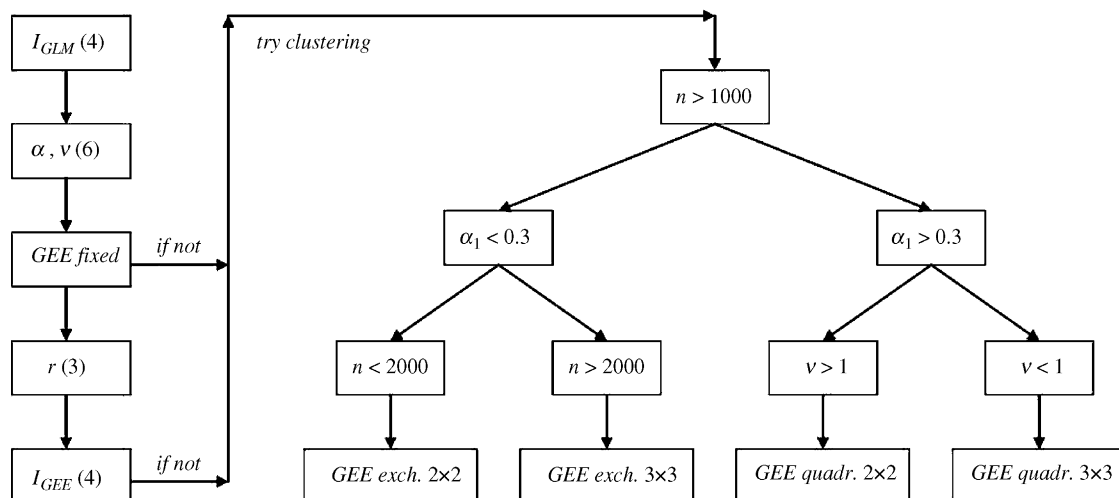 I_GLM (4)
α , ν (6)
GEE fixed
if not
r (3)
I_GEE (4)
if not
try clustering
n > 1000
α₁ < 0.3
α₁ > 0.3
n < 2000
n > 2000
ν > 1
ν < 1
GEE exch. 2×2
GEE exch. 3×3
GEE quadr. 2×2
GEE quadr. 3×3